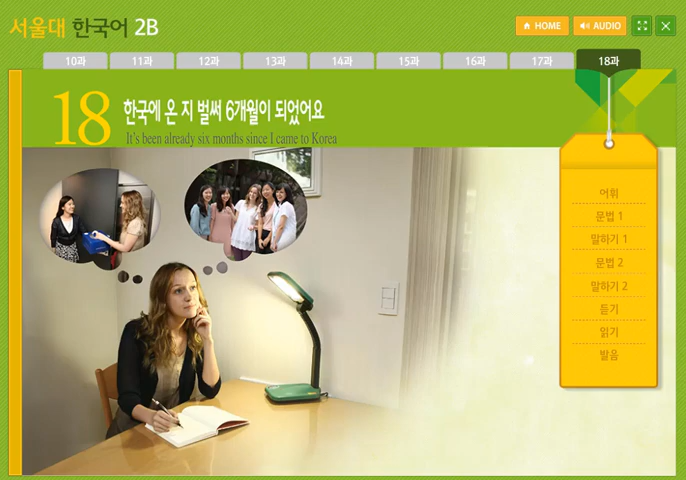 서울대 한국어 2B
HOME
AUDIO
10과
11과
12과
13과
14과
15과
16과
17과
18과
18
한국에 온 지 벌써 6개월이 되었어요
It's been already six months since I came to Korea
어휘
문법 1
말하기 1
문법 2
말하기 2
듣기
읽기
발음